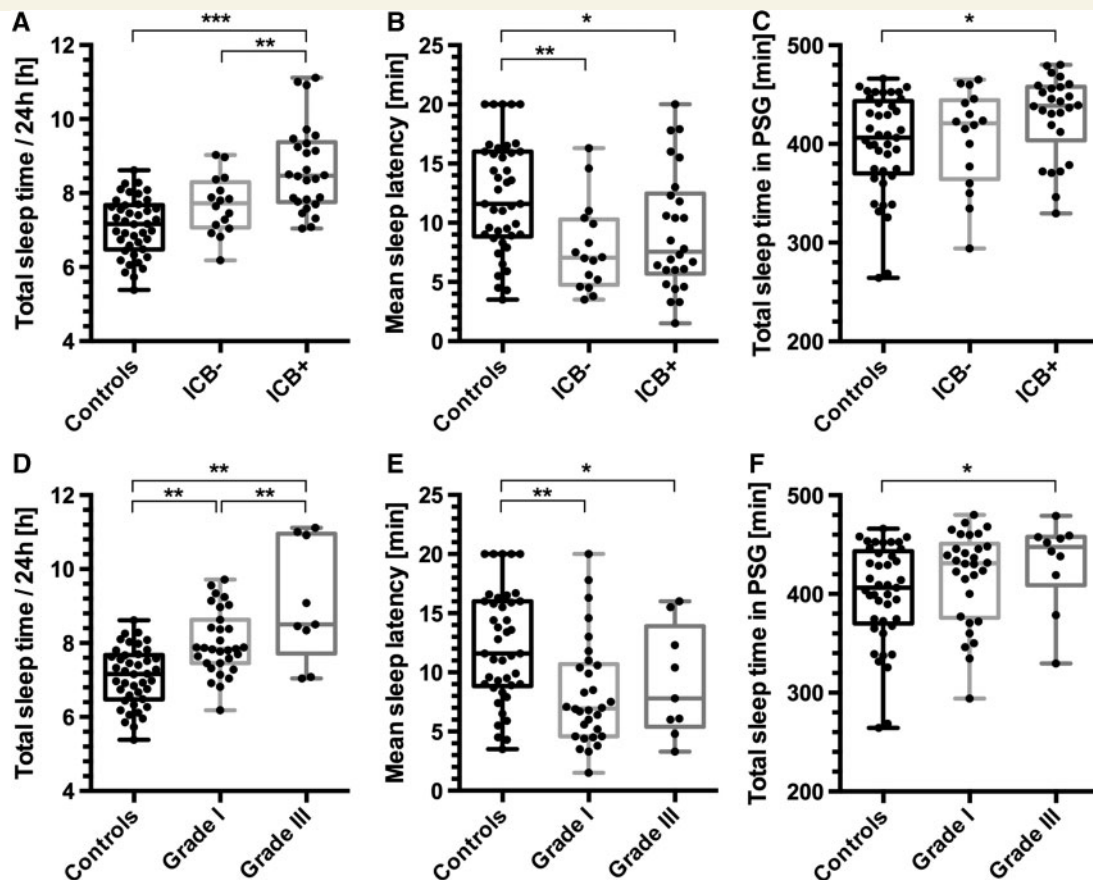 A
***
**
Total sleep time / 24h [h]
12
10
8
6
4
Controls
ICB-
ICB+
B
*
**
Mean sleep latency [min]
25
20
15
10
5
0
Controls
ICB-
ICB+
C
*
Total sleep time in PSG [min]
500
400
300
200
Controls
ICB-
ICB+
D
**
**
**
Total sleep time / 24h [h]
12
10
8
6
4
Controls
Grade I
Grade III
E
*
**
Mean sleep latency [min]
25
20
15
10
5
0
Controls
Grade I
Grade III
F
*
Total sleep time in PSG [min]
500
400
300
200
Controls
Grade I
Grade III